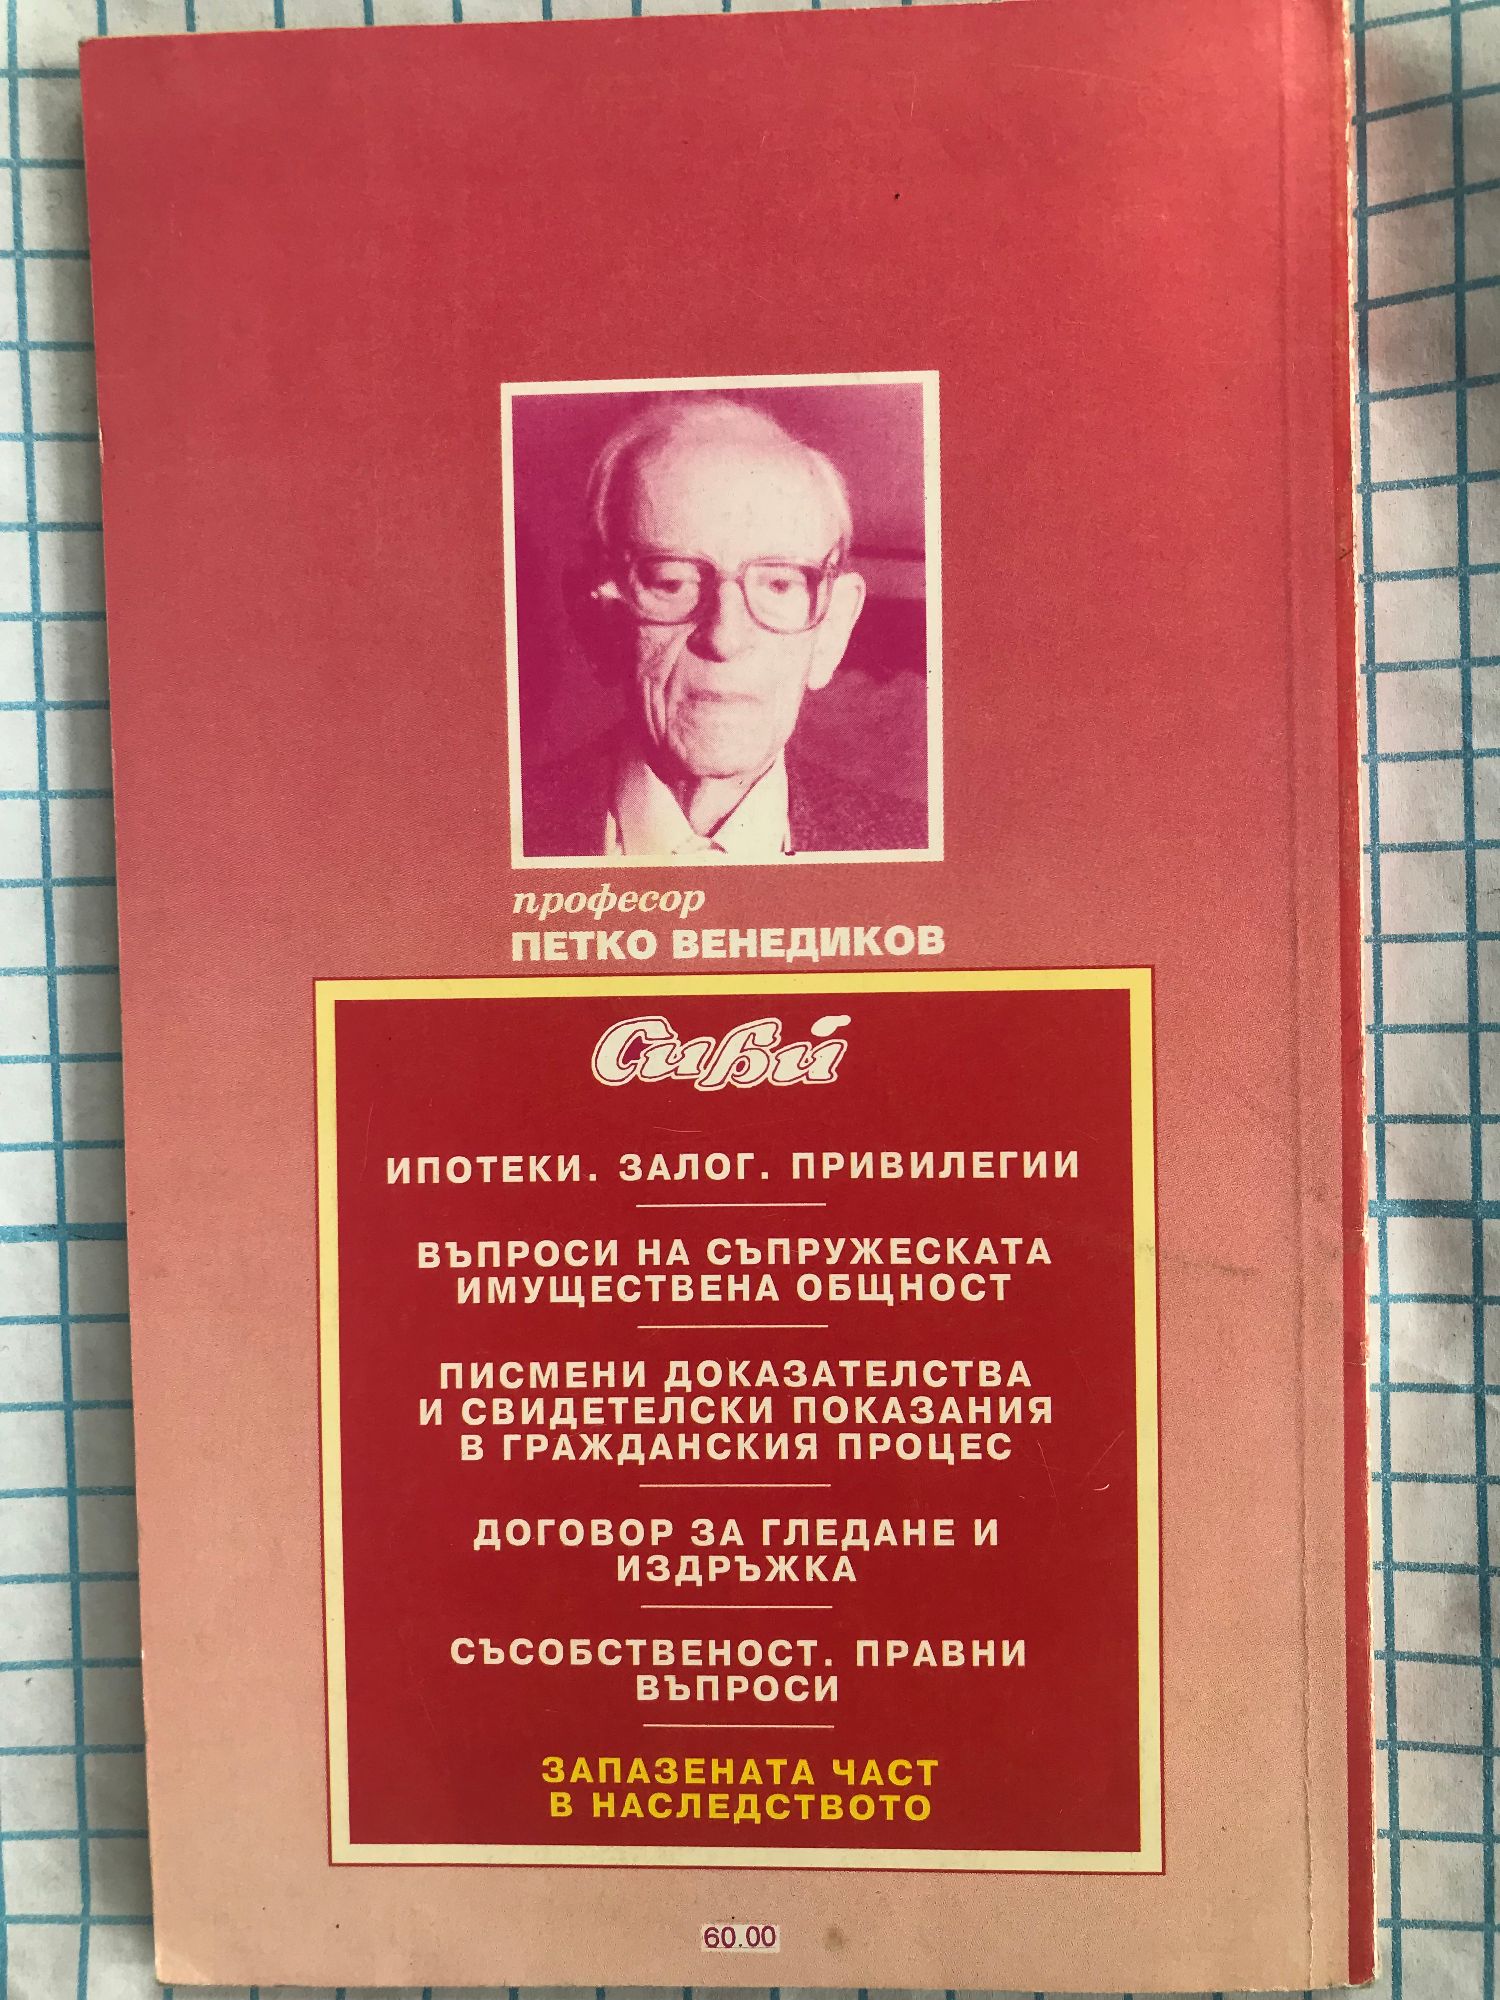 професор
ПЕТКО ВЕНЕДИКОВ
Сиви
ИПОТЕКИ. ЗАЛОГ. ПРИВИЛЕГИИ
ВЪПРОСИ НА СЪПРУЖЕСКАТА
ИМУЩЕСТВЕНА ОБЩНОСТ
ПИСМЕНИ ДОКАЗАТЕЛСТВА
И СВИДЕТЕЛСКИ ПОКАЗАНИЯ
В ГРАЖДАНСКИЯ ПРОЦЕС
ДОГОВОР ЗА ГЛЕДАНЕ И
ИЗДРЪЖКА
СЪСОБСТВЕНОСТ. ПРАВНИ
ВЪПРОСИ
ЗАПАЗЕНАТА ЧАСТ
В НАСЛЕДСТВОТО
60.00